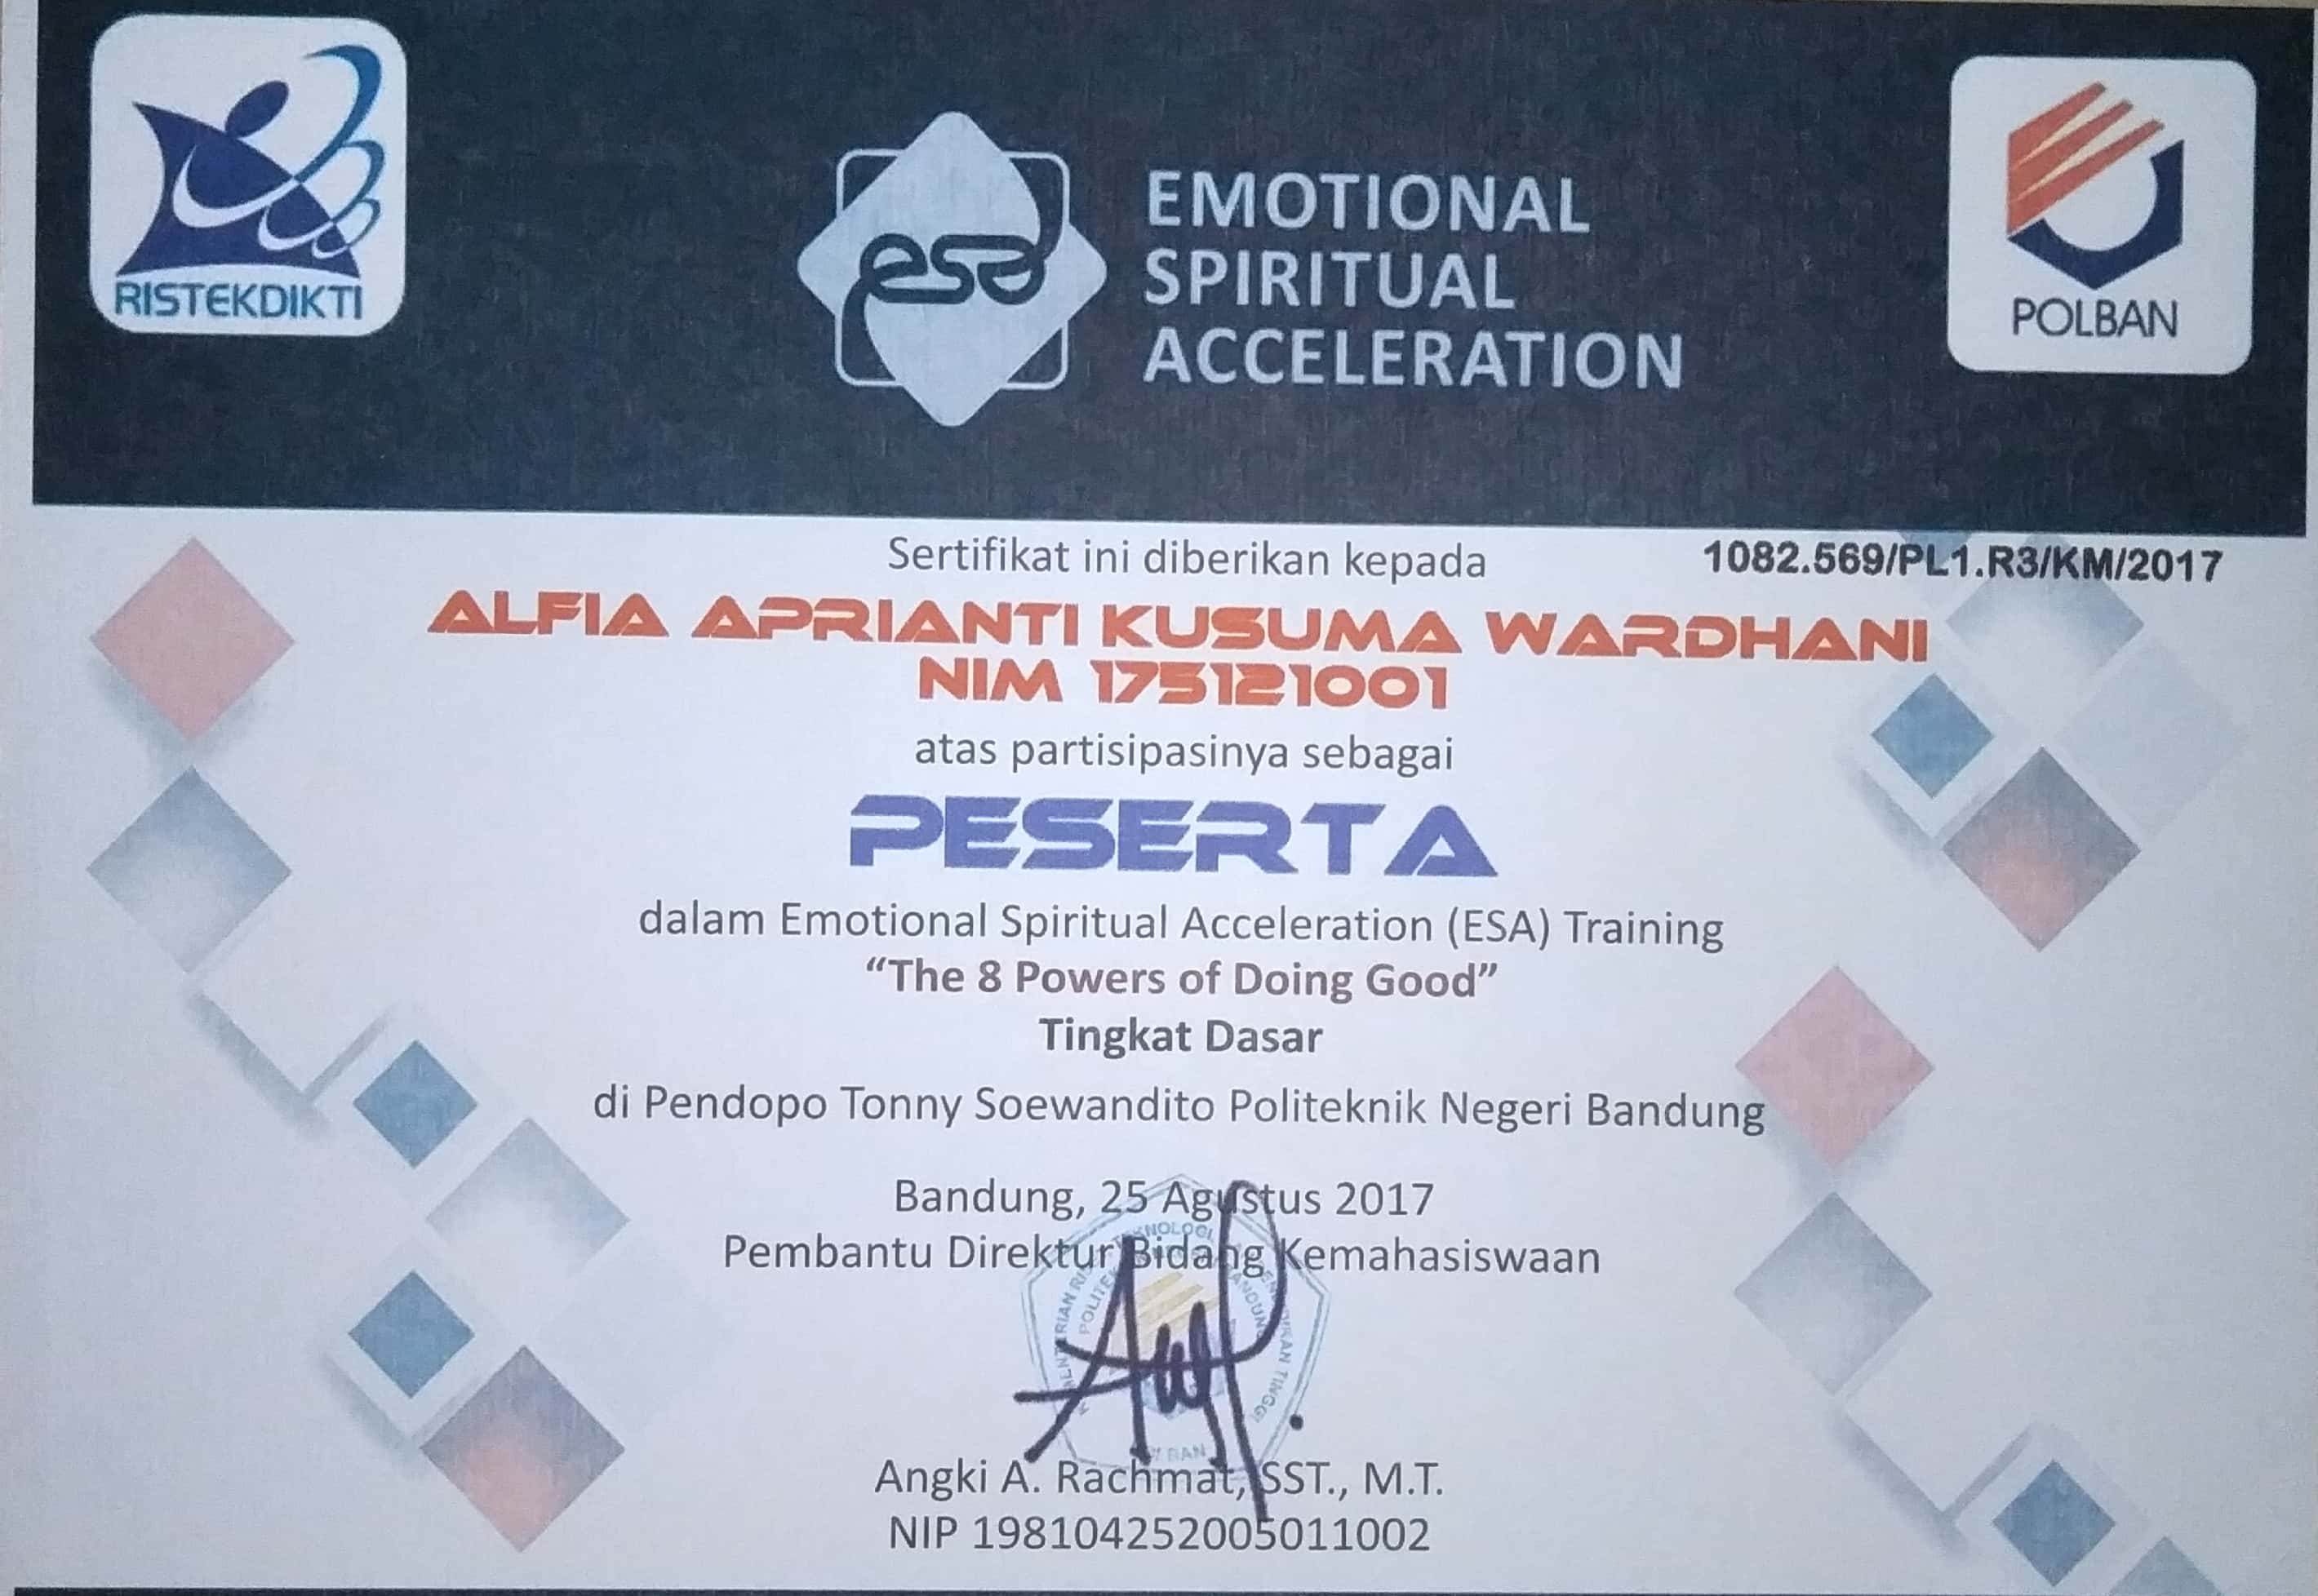 RISTEKDIKTI
esa
EMOTIONAL
SPIRITUAL
ACCELERATION
POLBAN
Sertifikat ini diberikan kepada
1082.569/PL1.R3/KM/2017
ALFIA APRIANTI KUSUMA WARDHANI
NIM 175121001
atas partisipasinya sebagai
PESERTA
dalam Emotional Spiritual Acceleration (ESA) Training
“The 8 Powers of Doing Good”
Tingkat Dasar
di Pendopo Tonny Soewandito Politeknik Negeri Bandung
Bandung, 25 Agustus 2017
Pembantu Direktur Bidang Kemahasiswaan
Angki A. Rachmat, SST., M.T.
NIP 198104252005011002